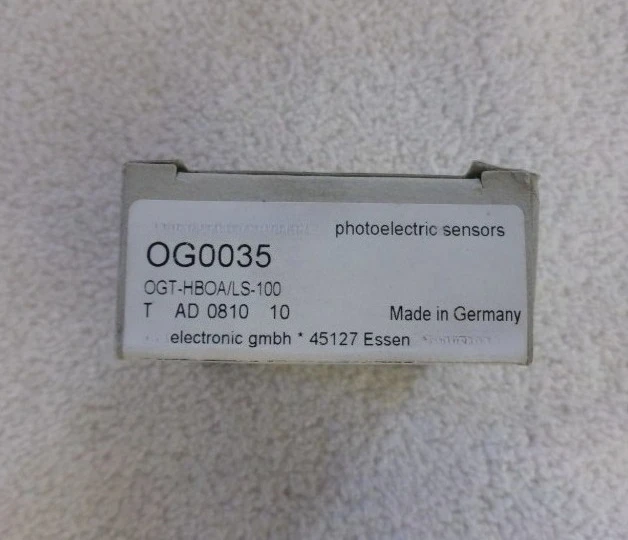 photoelectric sensors
OG0035
OGT-HBOA/LS-100
T AD 0810 10 Made in Germany
electronic gmbh * 45127 Essen